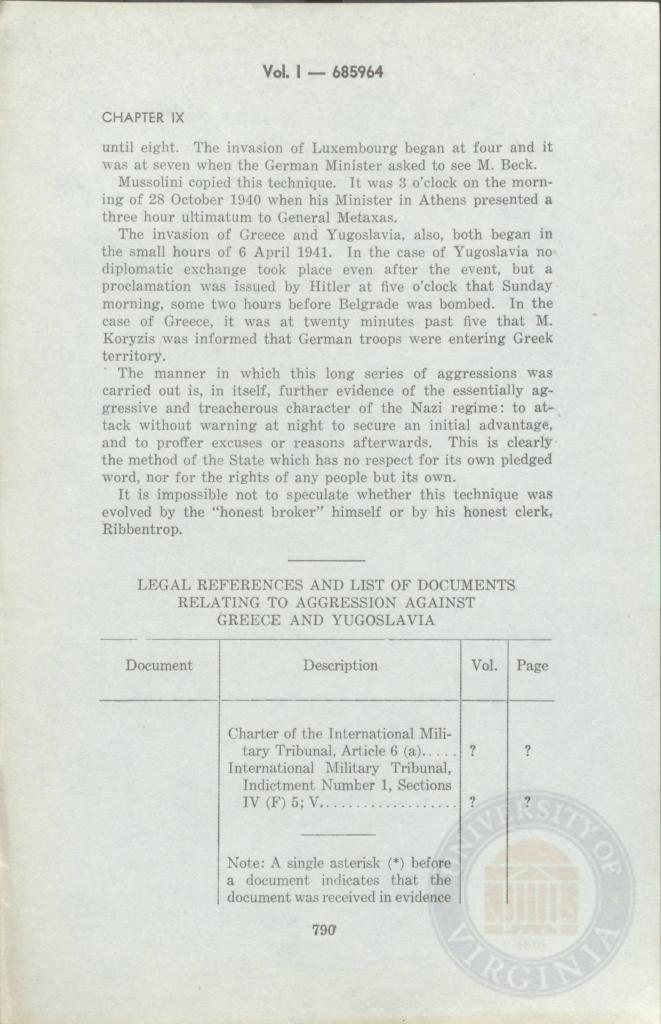 Vol. I — 685964
CHAPTER IX
until eight. The invasion of Luxembourg began at four and it
was at seven when the German Minister asked to see M. Beck.
Mussolini copied this technique. It was 3 o'clock on the morn-
ing of 28 October 1940 when his Minister in Athens presented a
three hour ultimatum to General Metaxas.
The invasion of Greece and Yugoslavia, also, both began in
the small hours of 6 April 1941. In the case of Yugoslavia no
diplomatic exchange took place even after the event, but a
proclamation was issued by Hitler at five o'clock that Sunday
morning, some two hours before Belgrade was bombed. In the
case of Greece, it was at twenty minutes past five that M.
Koryzis was informed that German troops were entering Greek
territory.
The manner in which this long series of aggressions was
carried out is, in itself, further evidence of the essentially ag-
gressive and treacherous character of the Nazi regime: to at-
tack without warning at night to secure an initial advantage,
and to proffer excuses or reasons afterwards. This is clearly
the method of the State which has no respect for its own pledged
word, nor for the rights of any people but its own.
It is impossible not to speculate whether this technique was
evolved by the "honest broker" himself or by his honest clerk,
Ribbentrop.
LEGAL REFERENCES AND LIST OF DOCUMENTS
RELATING TO AGGRESSION AGAINST
GREECE AND YUGOSLAVIA
Document Description Vol. Page
Charter of the International Mili-
tary Tribunal, Article 6 (a)..... ? ?
International Military Tribunal,
Indictment Number 1, Sections
IV (F) 5; V................... ? ?
Note: A single asterisk (*) before
a document indicates that the
document was received in evidence
790
UNIVERSITY OF
VIRGINIA
1819